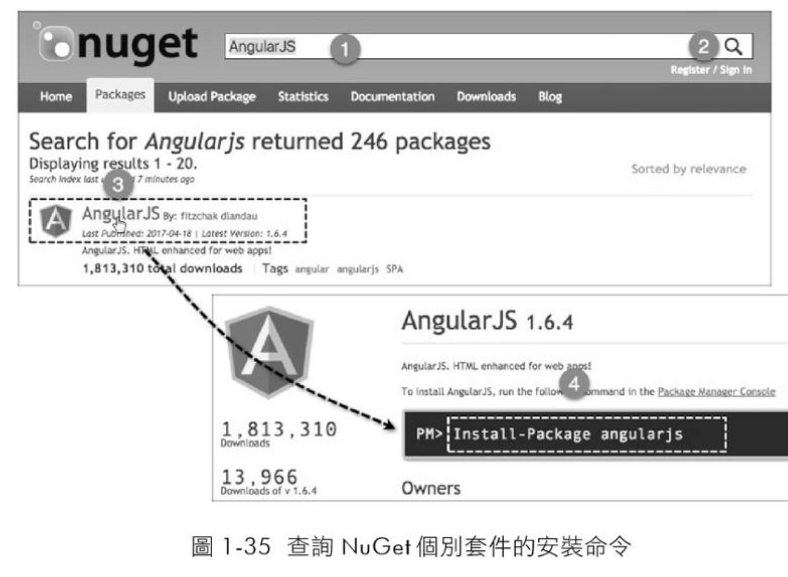 nuget
AngularJS
1
2
Register / Sign in
Home Packages Upload Package Statistics Documentation Downloads Blog
Search for Angularjs returned 246 packages
Displaying results 1 - 20.
Sorted by relevance
Search Index last 7 minutes ago
3
AngularJS By: fitzchak dlandau
Last Published: 2017-04-18 | Latest Version: 1.6.4
AngularJS. HTML enhanced for web apps!
1,813,310 total downloads Tags angular angularjs SPA
AngularJS 1.6.4
AngularJS. HTML enhanced for web apps!
4
To install AngularJS, run the following command in the Package Manager Console
PM> Install-Package angularjs
1,813,310
Downloads
13,966
Downloads of v 1.6.4
Owners
圖 1-35 查詢 NuGet 個別套件的安裝命令